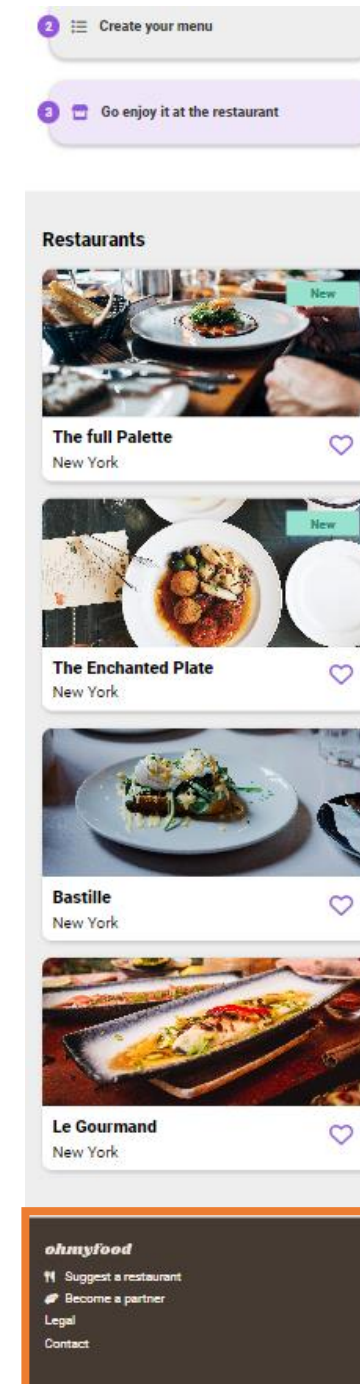 2 Create your menu
3 Go enjoy it at the restaurant
Restaurants
New
The full Palette
New York
New
The Enchanted Plate
New York
Bastille
New York
Le Gourmand
New York
ohmyfood
Suggest a restaurant
Become a partner
Legal
Contact